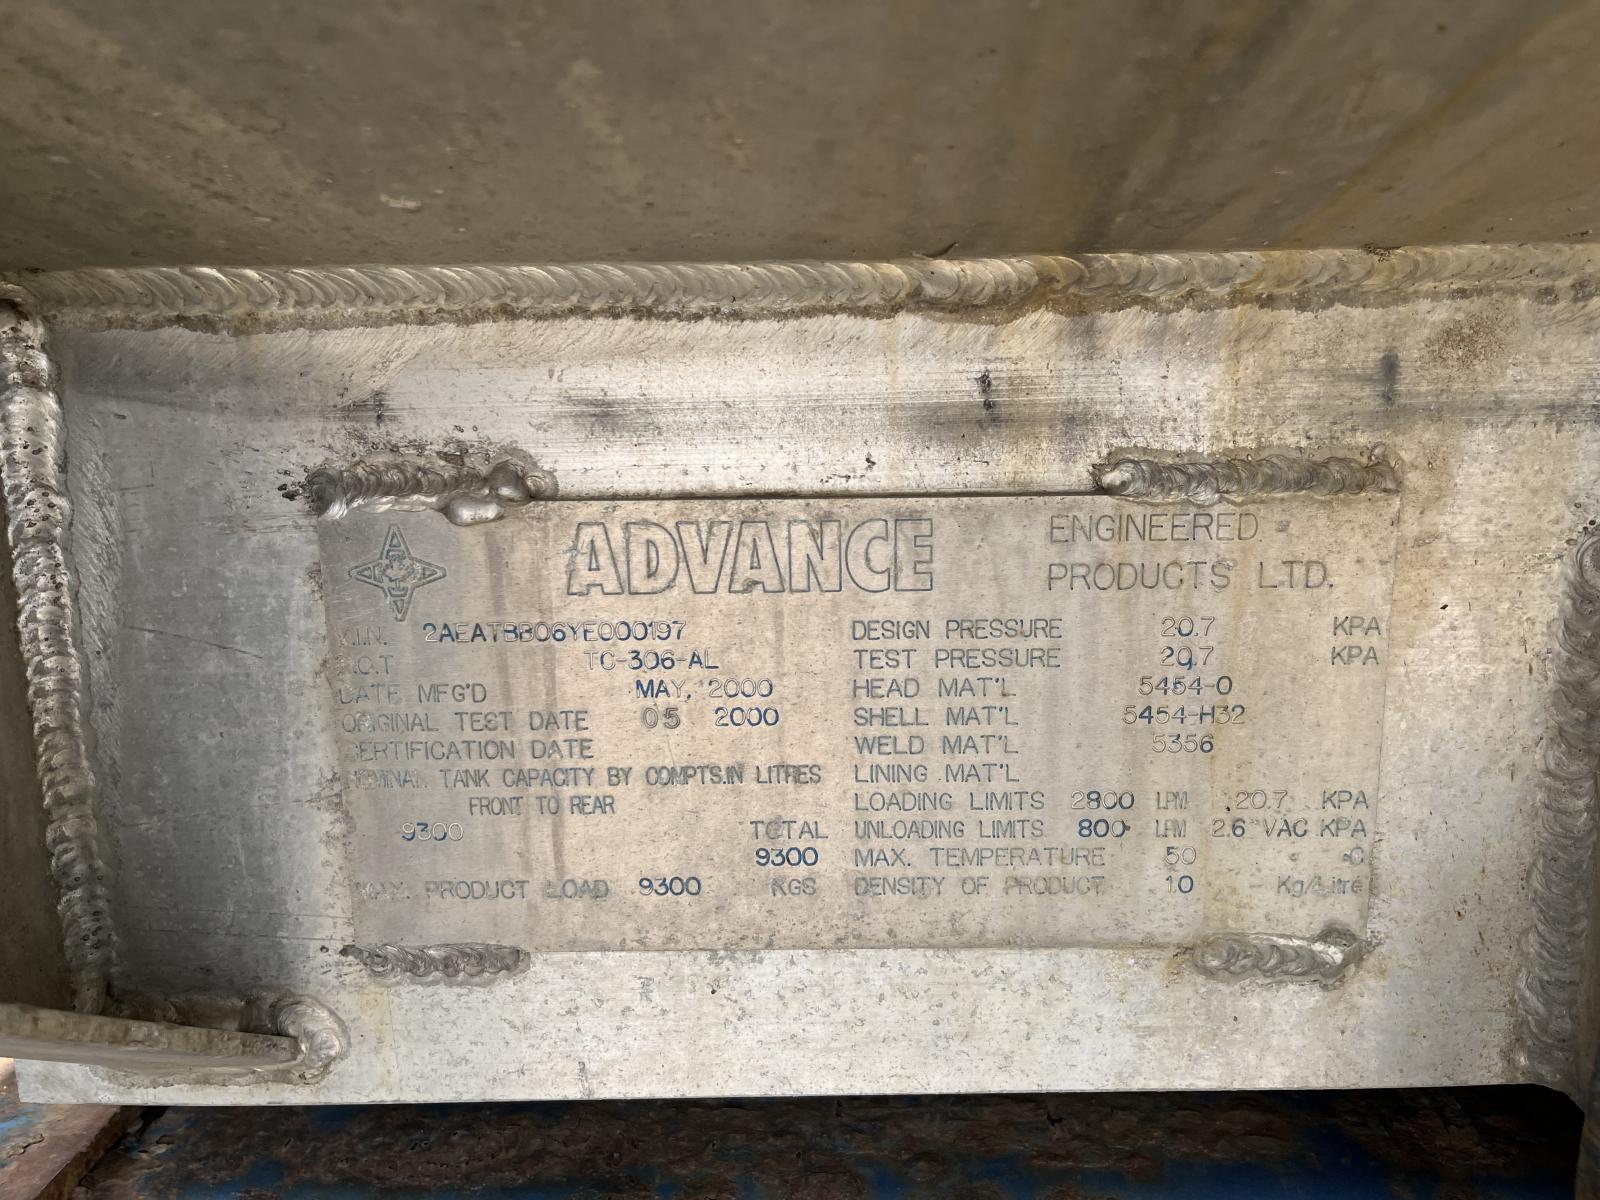 ADVANCE ENGINEERED
PRODUCTS LTD.
V.I.N. 2AEATBB06YE000197
TC-306-AL
DATE MFG'D MAY, 2000
ORIGINAL TEST DATE 05 2000
CERTIFICATION DATE
NOMINAL TANK CAPACITY BY COMPTS.IN LITRES
FRONT TO REAR
9300 TOTAL
9300
MAX. PRODUCT LOAD 9300 KGS
DESIGN PRESSURE 20.7 KPA
TEST PRESSURE 20.7 KPA
HEAD MAT'L 5454-0
SHELL MAT'L 5454-H32
WELD MAT'L 5356
LINING MAT'L
LOADING LIMITS 2800 LPM 20.7 KPA
UNLOADING LIMITS 800 LPM 2.6 VAC KPA
MAX. TEMPERATURE 50 °C
DENSITY OF PRODUCT 1.0 Kg/Litre